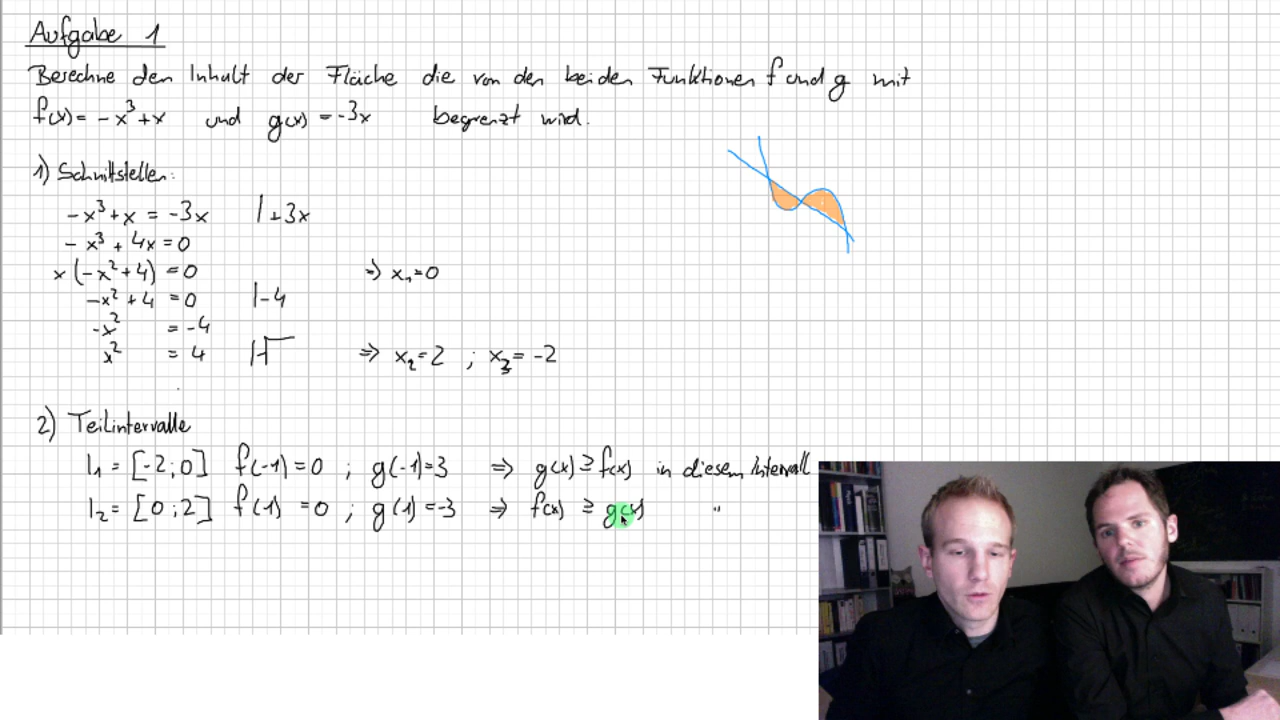 Aufgabe 1
Berechne den Inhalt der Fläche die von den beiden Funktionen f und g mit
f(x) = -x³+x und g(x) = -3x begrenzt wird.
1) Schnittstellen:
-x³+x = -3x |+3x
-x³+4x=0
x(-x²+4) =0 => x₁=0
-x²+4 =0 |-4
-x² =-4
x² = 4 |√ => x₂=2 ; x₃= -2
2) Teilintervalle
I₁ = [-2;0] f(-1)=0 ; g(-1)=3 => g(x) ≥ f(x) in diesem Intervall
I₂= [0;2] f(1) =0 ; g(1)=-3 => f(x) ≥ g(x) "